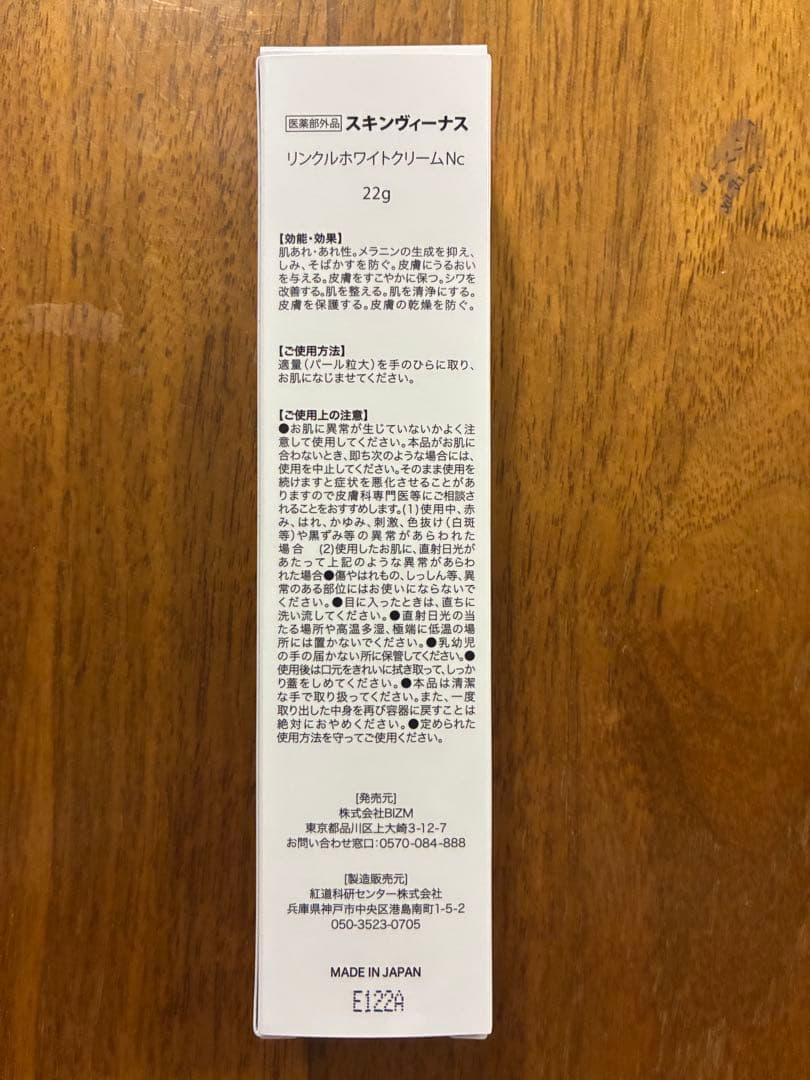 医薬部外品 スキンヴィーナス
リンクルホワイトクリームNc
22g
【効能・効果】
肌あれ・あれ性。メラニンの生成を抑え、
しみ、そばかすを防ぐ。皮膚にうるおい
を与える。皮膚をすこやかに保つ。シワを
改善する。肌を整える。肌を清浄にする。
皮膚を保護する。皮膚の乾燥を防ぐ。
【ご使用方法】
適量（パール粒大）を手のひらに取り、
お肌になじませてください。
【ご使用上の注意】
●お肌に異常が生じていないかよく注
意して使用してください。本品がお肌に
合わないとき、即ち次のような場合には、
使用を中止してください。そのまま使用を
続けますと症状を悪化させることがあ
りますので皮膚科専門医等にご相談さ
れることをおすすめします。(1)使用中、赤
み、はれ、かゆみ、刺激、色抜け（白斑
等）や黒ずみ等の異常があらわれた
場合 (2)使用したお肌に、直射日光が
あたって上記のような異常があらわ
れた場合●傷やはれもの、しっしん等、異
常のある部位にはお使いにならないで
ください。●目に入ったときは、直ちに
洗い流してください。●直射日光の当
たる場所や高温多湿、極端に低温の場
所には置かないでください。●乳幼児
の手の届かない所に保管してください。●
使用後は口元をきれいに拭き取って、しっか
り蓋をしめてください。●本品は清潔
な手で取り扱ってください。また、一度
取り出した中身を再び容器に戻すことは
絶対におやめください。●定められた
使用方法を守ってご使用ください。
[発売元]
株式会社BIZM
東京都品川区上大崎3-12-7
お問い合わせ窓口:0570-084-888
[製造販売元]
紅道科研センター株式会社
兵庫県神戸市中央区港島南町1-5-2
050-3523-0705
MADE IN JAPAN
E122A